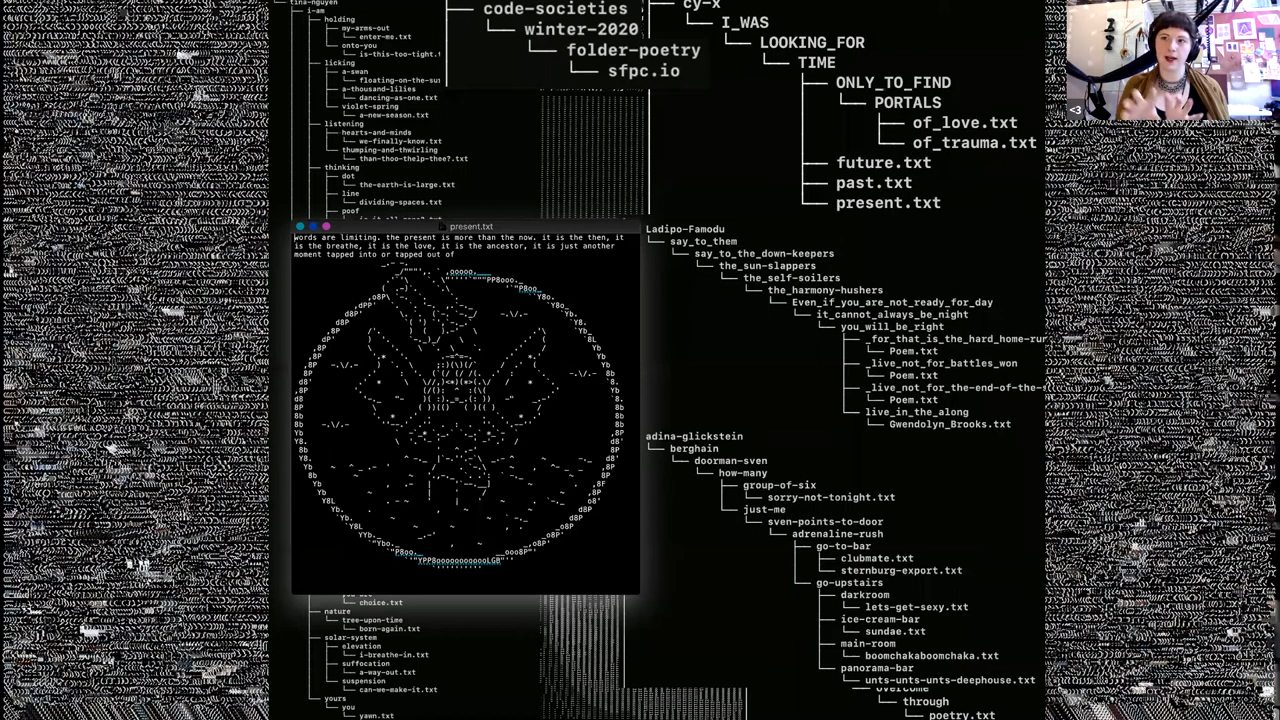 tina-nguyen
i-am
holding
my-arms-out
enter-me.txt
onto-you
is-this-too-tight.
licking
a-swan
floating-on-the-su
a-thousand-lilies
dancing-as-one.txt
violet-spring
a-new-season.txt
listening
hearts-and-minds
we-finally-know.txt
thumping-and-thwirling
than-thoo-thelp-thee?.txt
thinking
dot
the-earth-is-large.txt
line
dividing-spaces.txt
poof
code-societies
winter-2020
folder-poetry
sfpc.io
cy-x
I_WAS
LOOKING_FOR
TIME
ONLY_TO_FIND
PORTALS
of_love.txt
of_trauma.txt
future.txt
past.txt
present.txt
<3
present.txt
words are limiting. the present is more than the now. it is the then, it
is the breathe, it is the love, it is the ancestor, it is just another
moment tapped into or tapped out of
Ladipo-Famodu
say_to_them
say_to_the_down-keepers
the_sun-slappers
the_self-soilers
the_harmony-hushers
Even_if_you_are_not_ready_for_day
it_cannot_always_be_night
you_will_be_right
_for_that_is_the_hard_home-run
Poem.txt
_live_not_for_battles_won
Poem.txt
_live_not_for_the-end-of-the-s
Poem.txt
live_in_the_along
Gwendolyn_Brooks.txt
adina-glickstein
berghain
doorman-sven
how-many
group-of-six
sorry-not-tonight.txt
just-me
sven-points-to-door
adrenaline-rush
go-to-bar
clubmate.txt
sternburg-export.txt
go-upstairs
darkroom
lets-get-sexy.txt
ice-cream-bar
sundae.txt
main-room
boomchakaboomchaka.txt
panorama-bar
unts-unts-unts-deephouse.txt
overcome
through
poetry.txt
choice.txt
nature
tree-upon-time
born-again.txt
solar-system
elevation
i-breathe-in.txt
suffocation
a-way-out.txt
suspension
can-we-make-it.txt
yours
you
yawn.txt